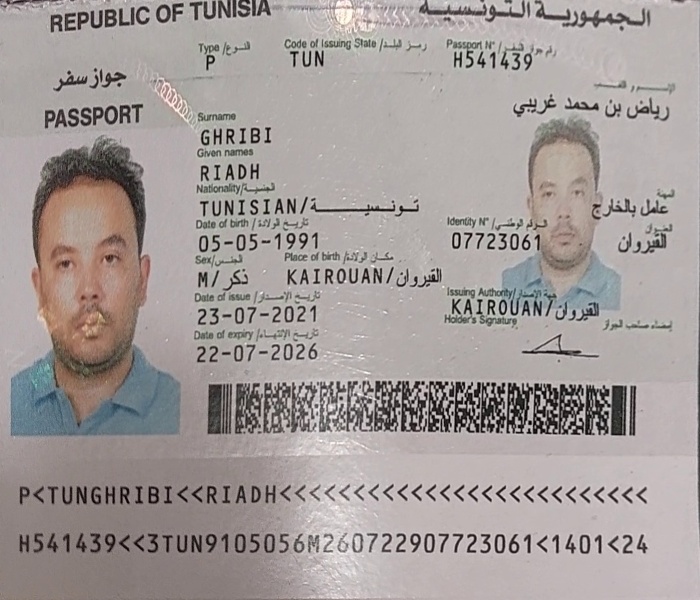 REPUBLIC OF TUNISIA الجمهورية التونسية
جواز سفر
PASSPORT
Type/النوع
P
Code of Issuing State/رمز البلد
TUN
Passport N°/رقم جواز السفر
H541439
الإسم و اللقب
رياض بن محمد غريبي
Surname
GHRIBI
Given names
RIADH
Nationality/الجنسية
TUNISIAN/تونسية
المهنة
عامل بالخارج
Date of birth/تاريخ الولادة
05-05-1991
Identity N°/الرقم الوطني
07723061
العنوان
القيروان
Sex/الجنس
M/ذكر
Place of birth/مكان الولادة
KAIROUAN/القيروان
Date of issue/تاريخ الإصدار
23-07-2021
Issuing Authority/جهة الإصدار
KAIROUAN/القيروان
Holder's Signature إمضاء صاحب الجواز
Date of expiry/تاريخ الإنتهاء
22-07-2026
P<TUNGHRIBI<<RIADH<<<<<<<<<<<<<<<<<<<<<<<<<<
H541439<<3TUN9105056M260722907723061<1401<24